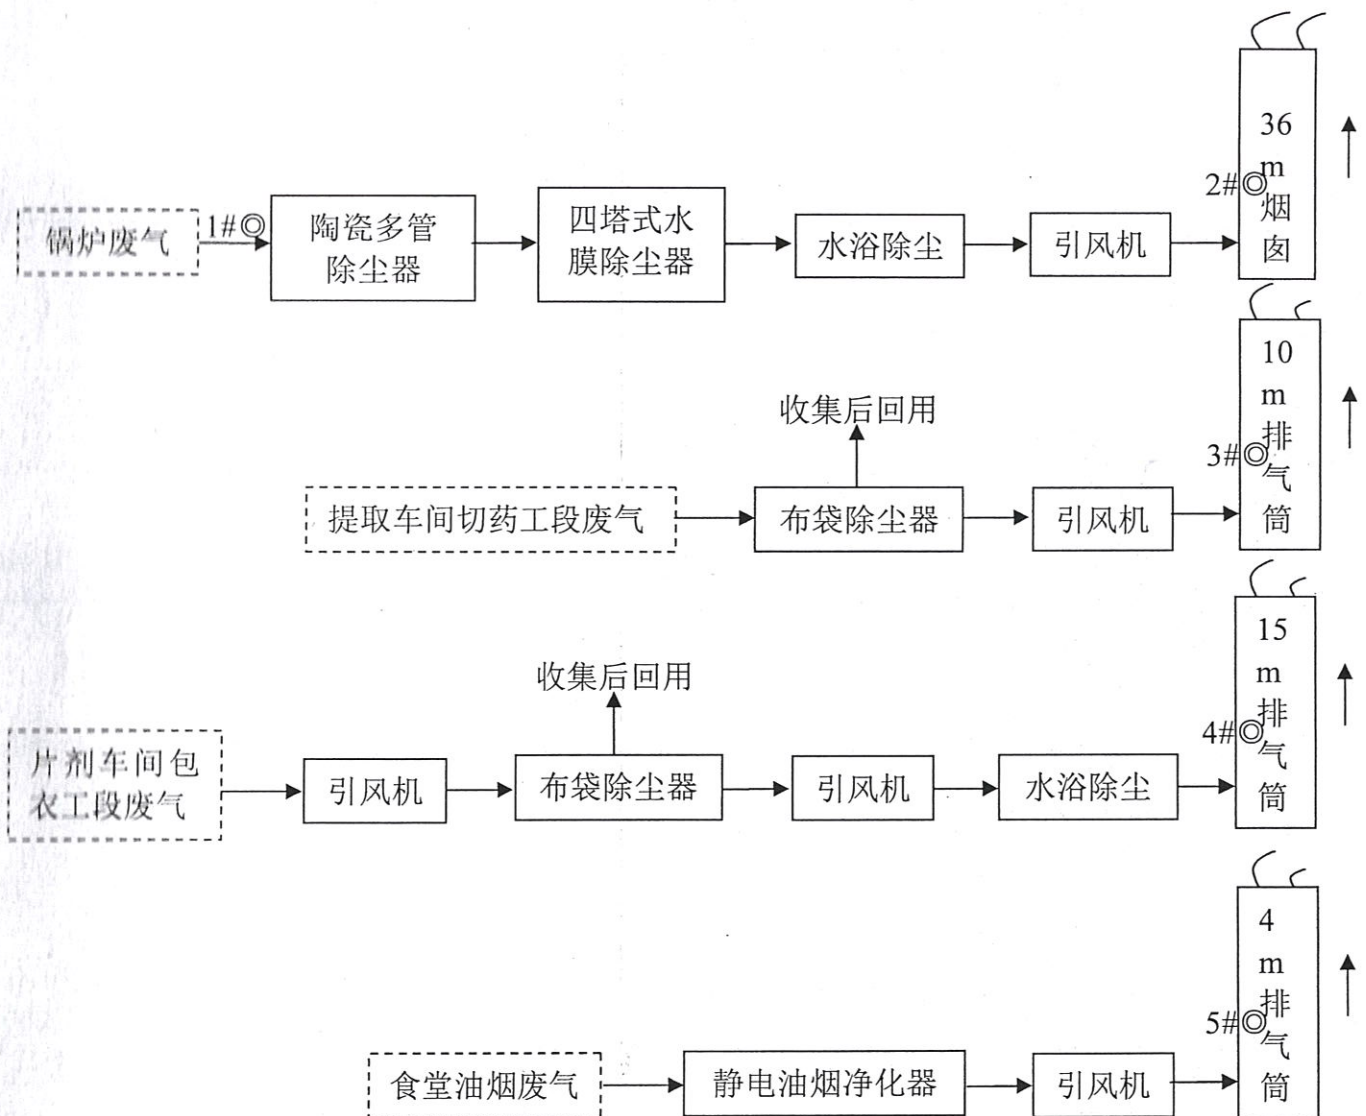 锅炉废气
1#◎
陶瓷多管
除尘器
四塔式水
膜除尘器
水浴除尘
引风机
2#◎
36
m
烟
囱
收集后回用
提取车间切药工段废气
布袋除尘器
引风机
3#◎
10
m
排
气
筒
收集后回用
片剂车间包
衣工段废气
引风机
布袋除尘器
引风机
水浴除尘
4#◎
15
m
排
气
筒
食堂油烟废气
静电油烟净化器
引风机
5#◎
4
m
排
气
筒